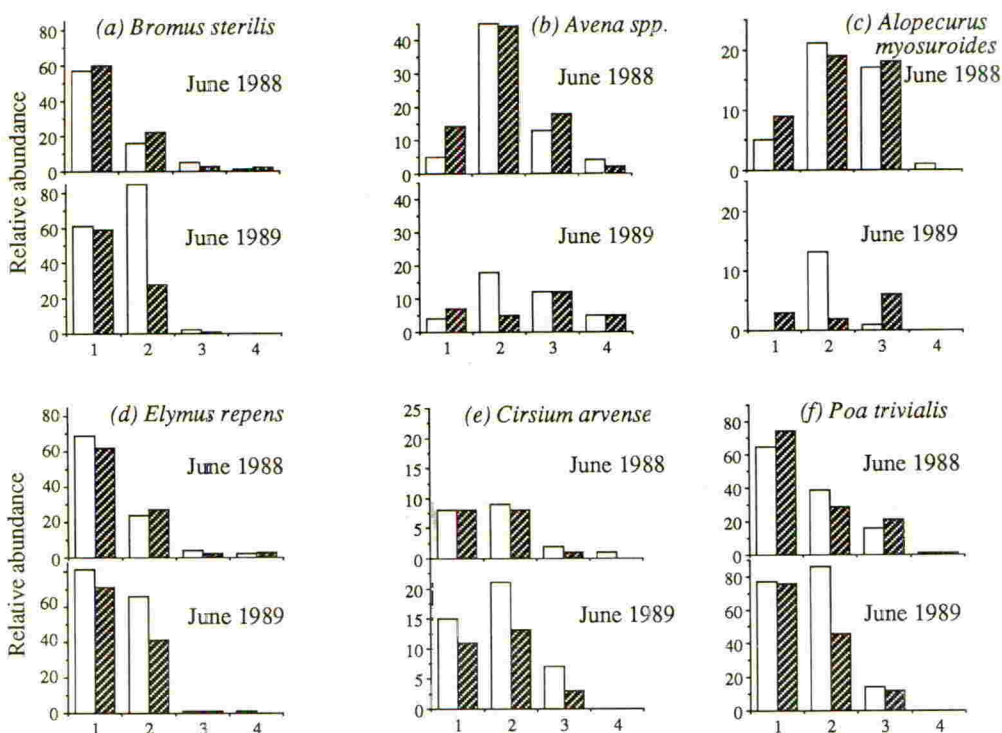 (a) Bromus sterilis
June 1988
Relative abundance
60
40
20
0
June 1989
80
60
40
20
0
1 2 3 4
(b) Avena spp.
June 1988
40
30
20
10
0
June 1989
40
30
20
10
0
1 2 3 4
(c) Alopecurus
myosuroides
June 1988
20
10
0
June 1989
20
10
0
1 2 3 4
(d) Elymus repens
June 1988
Relative abundance
80
60
40
20
0
June 1989
60
40
20
0
1 2 3 4
(e) Cirsium arvense
June 1988
25
20
15
10
5
0
June 1989
20
15
10
5
0
1 2 3 4
(f) Poa trivialis
June 1988
80
60
40
20
0
June 1989
80
60
40
20
0
1 2 3 4